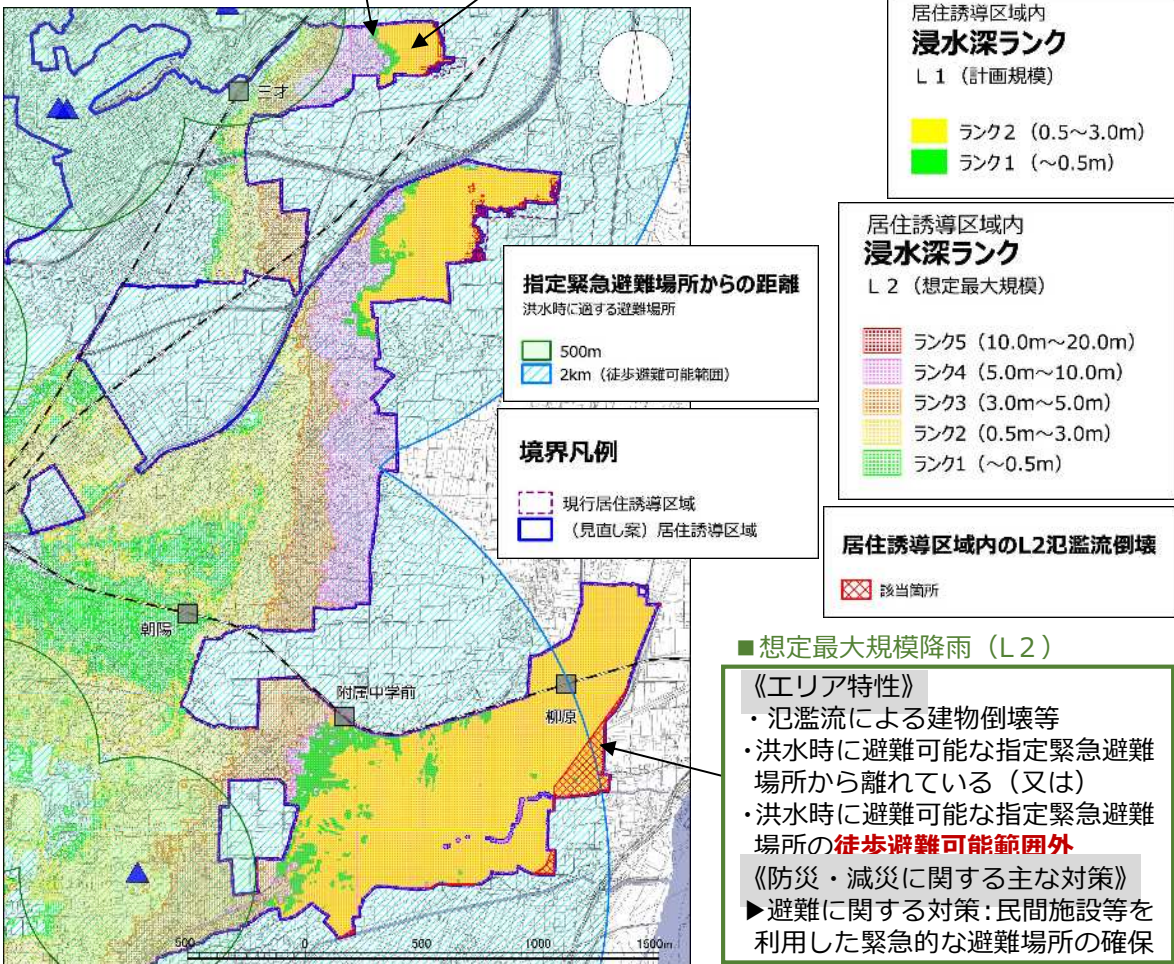 三才
朝陽
附属中学前
柳原
500
0
500
1000
1500m
居住誘導区域内
浸水深ランク
L1（計画規模）
ランク2（0.5～3.0m）
ランク1（～0.5m）
居住誘導区域内
浸水深ランク
L2（想定最大規模）
ランク5（10.0m～20.0m）
ランク4（5.0m～10.0m）
ランク3（3.0m～5.0m）
ランク2（0.5m～3.0m）
ランク1（～0.5m）
指定緊急避難場所からの距離
洪水時に適する避難場所
500m
2km（徒歩避難可能範囲）
境界凡例
現行居住誘導区域
（見直し案）居住誘導区域
居住誘導区域内のL2氾濫流倒壊
該当箇所
■想定最大規模降雨（L２）
《エリア特性》
・氾濫流による建物倒壊等
・洪水時に避難可能な指定緊急避難
場所から離れている（又は）
・洪水時に避難可能な指定緊急避難
場所の徒歩避難可能範囲外
《防災・減災に関する主な対策》
▶避難に関する対策：民間施設等を
利用した緊急的な避難場所の確保